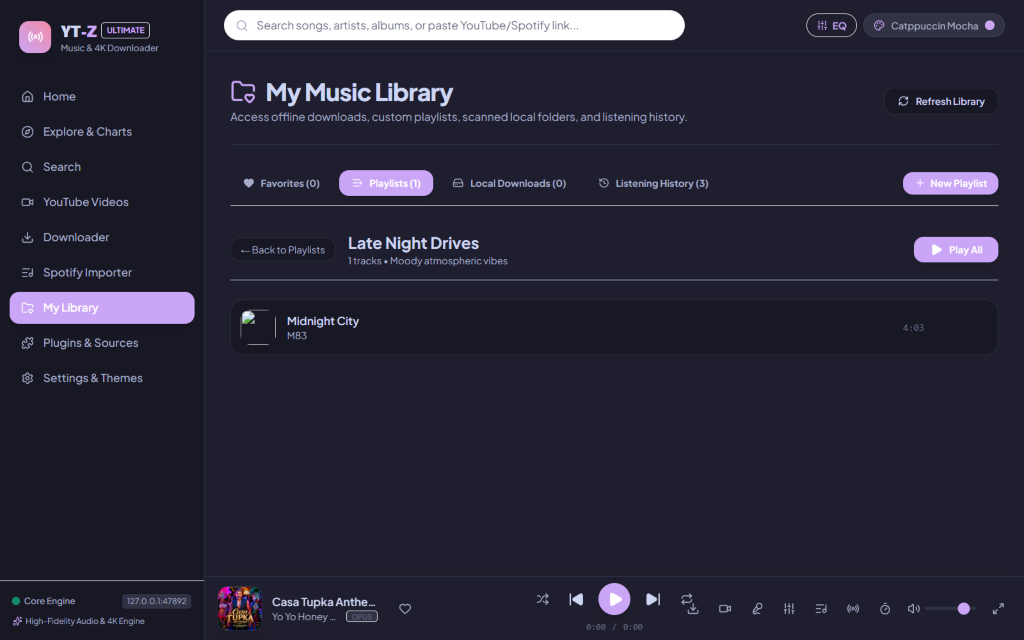 YT-Z ULTIMATE
Music & 4K Downloader
Home
Explore & Charts
Search
YouTube Videos
Downloader
Spotify Importer
My Library
Plugins & Sources
Settings & Themes
Core Engine 127.0.0.1:47892
High-Fidelity Audio & 4K Engine
Search songs, artists, albums, or paste YouTube/Spotify link...
EQ
Catppuccin Mocha
My Music Library
Access offline downloads, custom playlists, scanned local folders, and listening history.
Refresh Library
Favorites (0) Playlists (1) Local Downloads (0) Listening History (3)
+ New Playlist
← Back to Playlists
Late Night Drives
1 tracks • Moody atmospheric vibes
Play All
Midnight City
M83
4:03
CASA TUPKA
Casa Tupka Anthe...
Yo Yo Honey ... OPUS
0:00 / 0:00